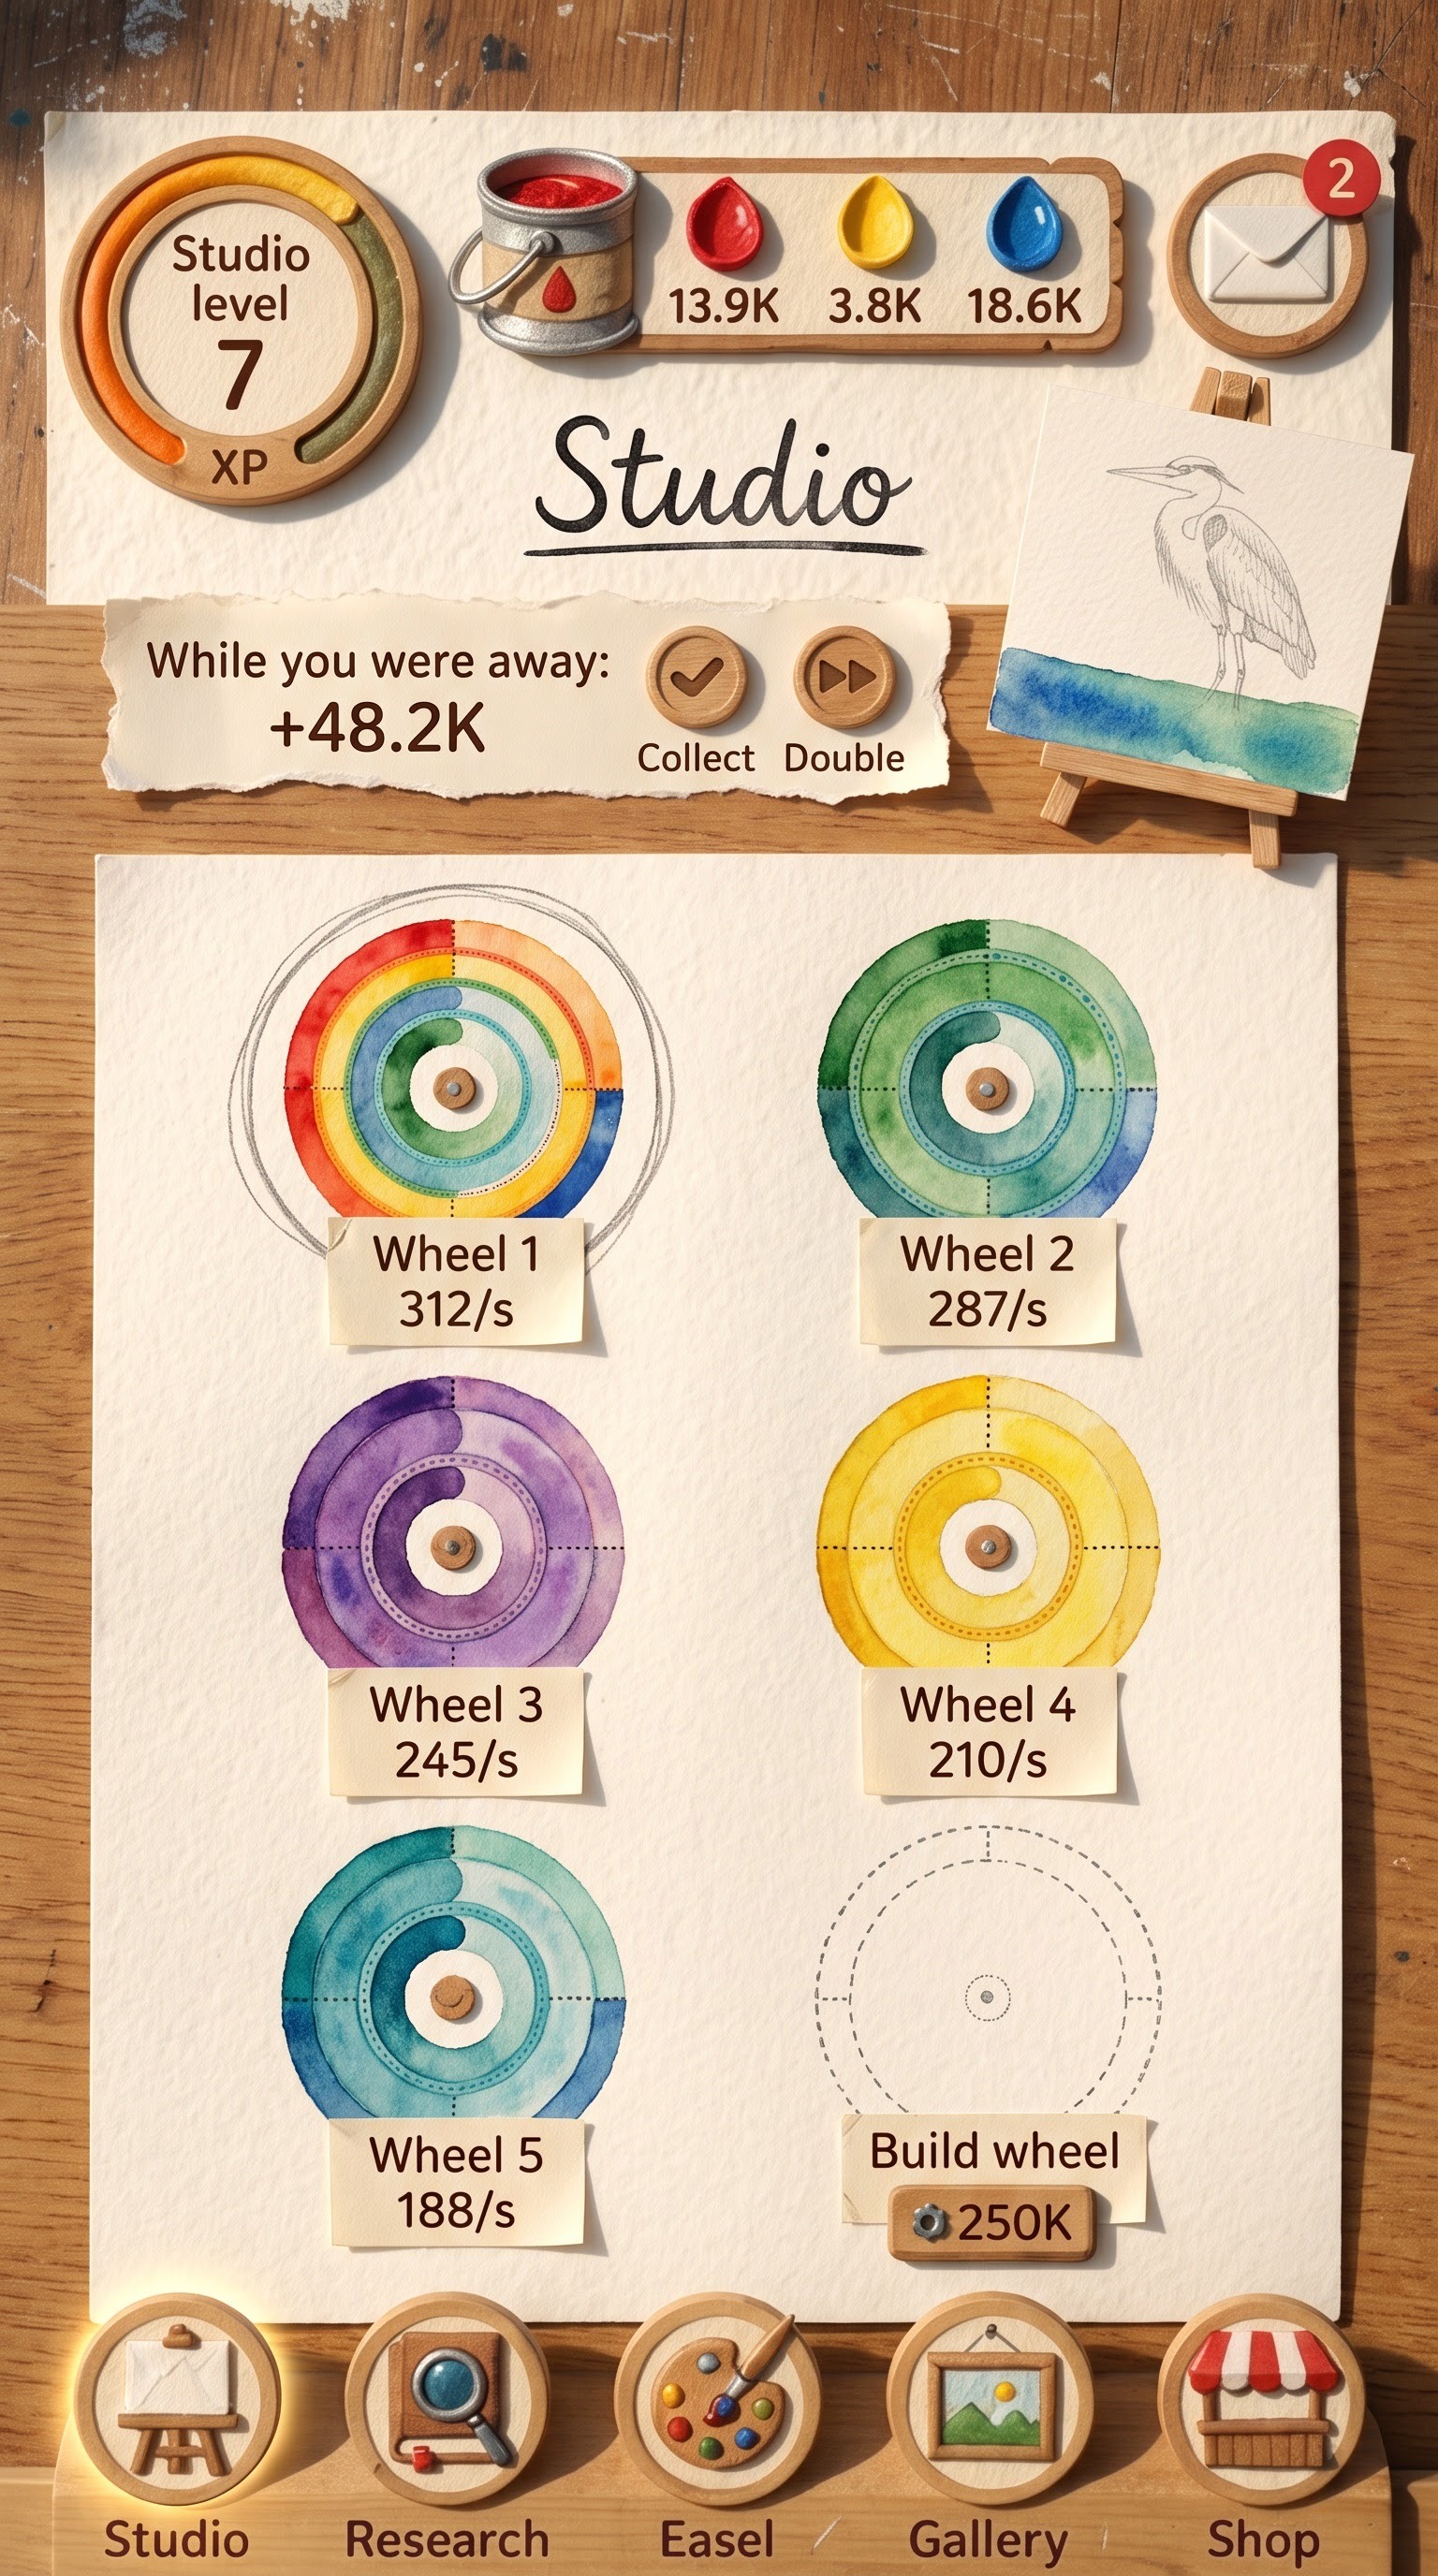 Studio
level
7
XP
13.9K 3.8K 18.6K
2
Studio
While you were away:
+48.2K
Collect Double
Wheel 1
312/s
Wheel 2
287/s
Wheel 3
245/s
Wheel 4
210/s
Wheel 5
188/s
Build wheel
250K
Studio Research Easel Gallery Shop